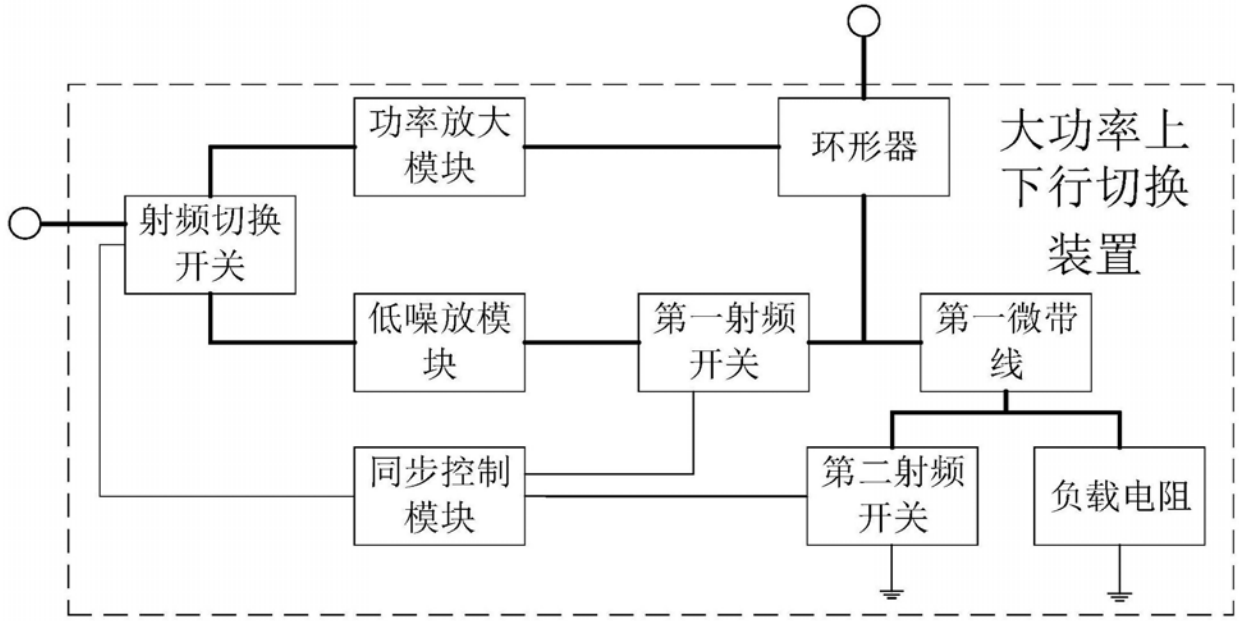 功率放大
模块
环形器
大功率上
下行切换
装置
射频切换
开关
低噪放模
块
第一射频
开关
第一微带
线
同步控制
模块
第二射频
开关
负载电阻